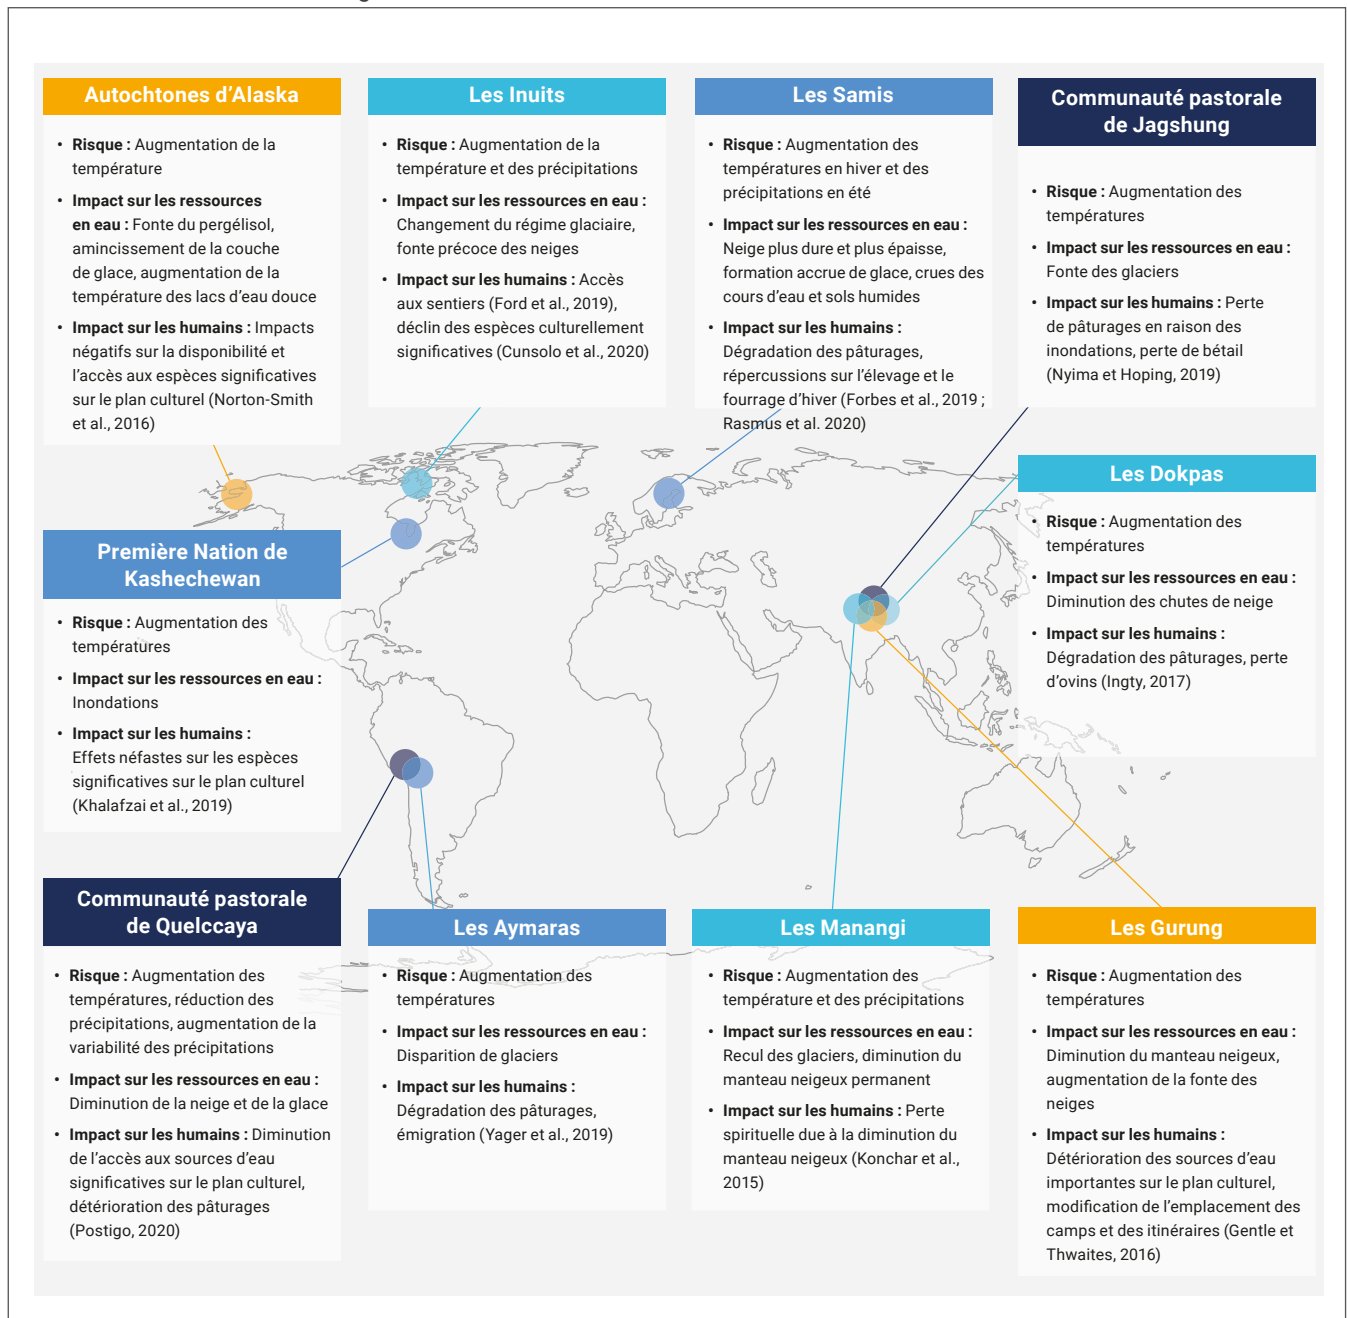 Autochtones d'Alaska
• Risque : Augmentation de la
température
• Impact sur les ressources
en eau : Fonte du pergélisol,
amincissement de la couche
de glace, augmentation de la
température des lacs d'eau douce
• Impact sur les humains : Impacts
négatifs sur la disponibilité et
l'accès aux espèces significatives
sur le plan culturel (Norton-Smith
et al., 2016)
Les Inuits
• Risque : Augmentation de la
température et des précipitations
• Impact sur les ressources en eau :
Changement du régime glaciaire,
fonte précoce des neiges
• Impact sur les humains : Accès
aux sentiers (Ford et al., 2019),
déclin des espèces culturellement
significatives (Cunsolo et al., 2020)
Les Samis
• Risque : Augmentation des
températures en hiver et des
précipitations en été
• Impact sur les ressources en eau :
Neige plus dure et plus épaisse,
formation accrue de glace, crues des
cours d'eau et sols humides
• Impact sur les humains :
Dégradation des pâturages,
répercussions sur l'élevage et le
fourrage d'hiver (Forbes et al., 2019 ;
Rasmus et al. 2020)
Communauté pastorale
de Jagshung
• Risque : Augmentation des
températures
• Impact sur les ressources en eau :
Fonte des glaciers
• Impact sur les humains : Perte
de pâturages en raison des
inondations, perte de bétail
(Nyima et Hoping, 2019)
Première Nation de
Kashechewan
• Risque : Augmentation des
températures
• Impact sur les ressources en eau :
Inondations
• Impact sur les humains :
Effets néfastes sur les espèces
significatives sur le plan culturel
(Khalafzai et al., 2019)
Les Dokpas
• Risque : Augmentation des
températures
• Impact sur les ressources en eau :
Diminution des chutes de neige
• Impact sur les humains :
Dégradation des pâturages, perte
d'ovins (Ingty, 2017)
Communauté pastorale
de Quelccaya
• Risque : Augmentation des
températures, réduction des
précipitations, augmentation de la
variabilité des précipitations
• Impact sur les ressources en eau :
Diminution de la neige et de la glace
• Impact sur les humains : Diminution
de l'accès aux sources d'eau
significatives sur le plan culturel,
détérioration des pâturages
(Postigo, 2020)
Les Aymaras
• Risque : Augmentation des
températures
• Impact sur les ressources en eau :
Disparition de glaciers
• Impact sur les humains :
Dégradation des pâturages,
émigration (Yager et al., 2019)
Les Manangi
• Risque : Augmentation des
température et des précipitations
• Impact sur les ressources en eau :
Recul des glaciers, diminution du
manteau neigeux permanent
• Impact sur les humains : Perte
spirituelle due à la diminution du
manteau neigeux (Konchar et al.,
2015)
Les Gurung
• Risque : Augmentation des
températures
• Impact sur les ressources en eau :
Diminution du manteau neigeux,
augmentation de la fonte des
neiges
• Impact sur les humains :
Détérioration des sources d'eau
importantes sur le plan culturel,
modification de l'emplacement des
camps et des itinéraires (Gentle et
Thwaites, 2016)